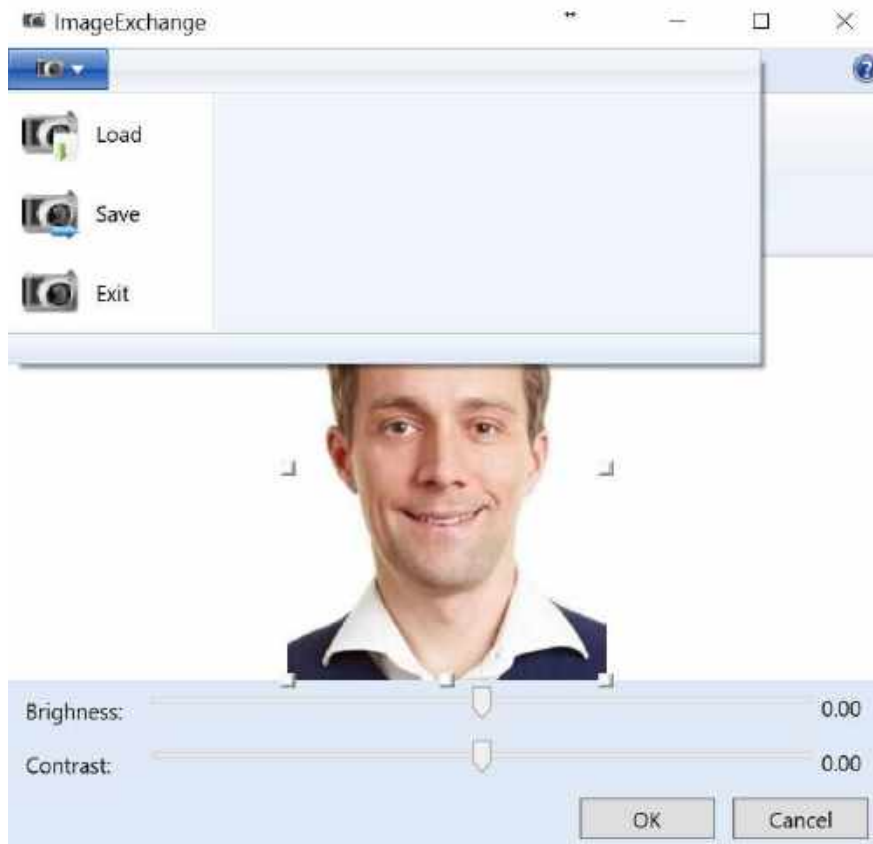 ImageExchange
Load
Save
Exit
Brighness: 0.00
Contrast: 0.00
OK Cancel